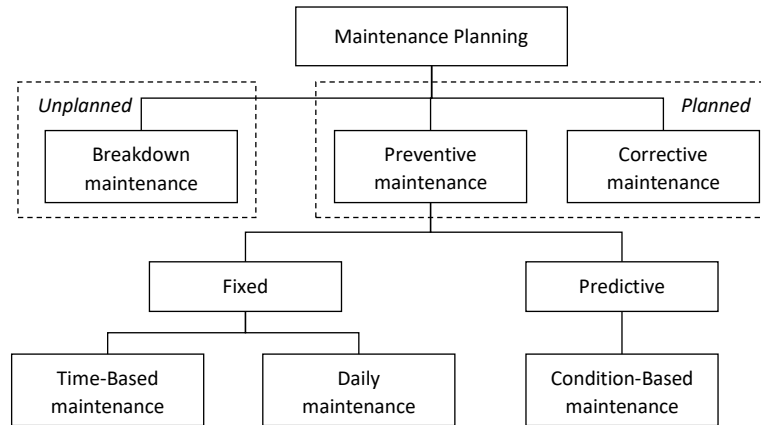 Maintenance Planning
Unplanned
Planned
Breakdown
maintenance
Preventive
maintenance
Corrective
maintenance
Fixed
Predictive
Time-Based
maintenance
Daily
maintenance
Condition-Based
maintenance